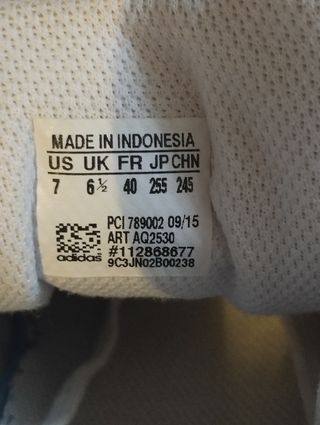 MADE IN INDONESIA
US UK FR JP CHN
7 6½ 40 255 245
PCI 789002 09/15
ART AQ2530
#112868677
adidas 9C3JN02B00238